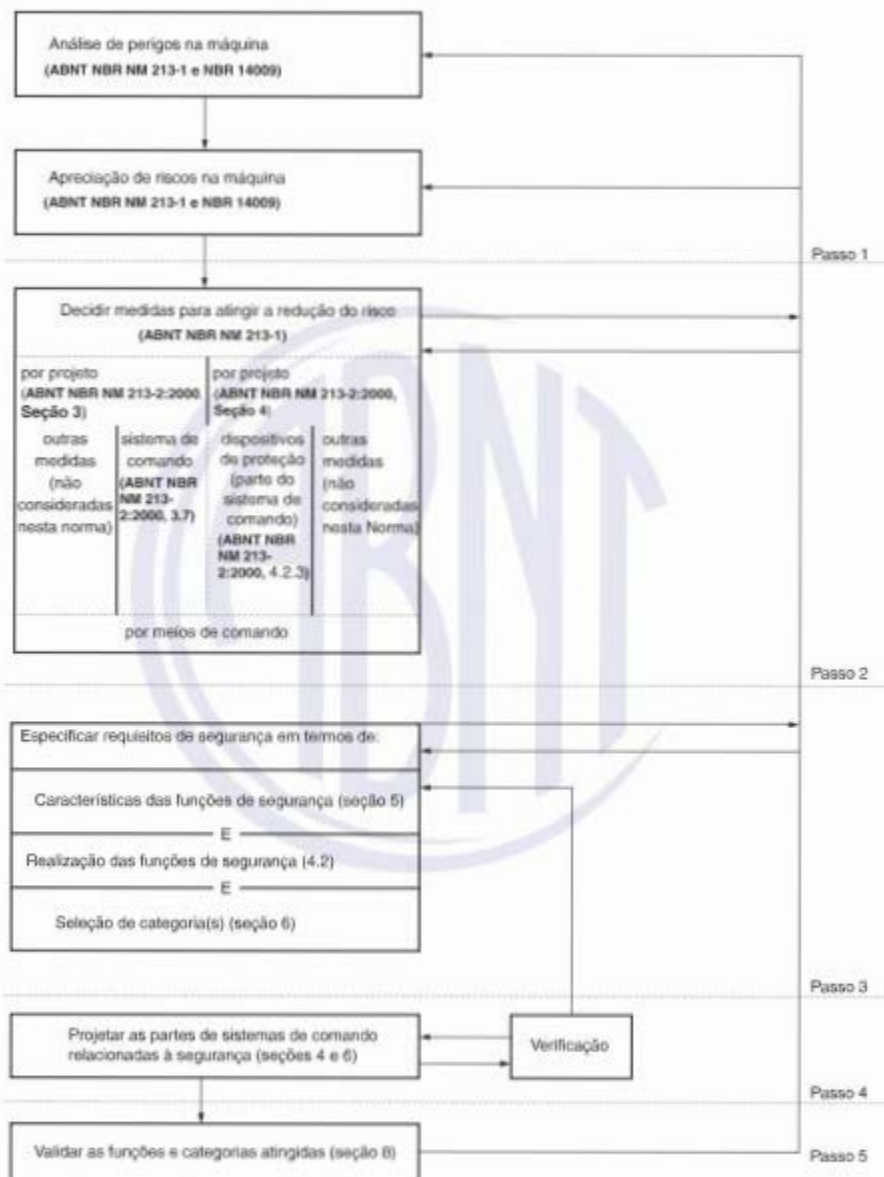 Análise de perigos na máquina
(ABNT NBR NM 213-1 e NBR 14009)
Apreciação de riscos na máquina
(ABNT NBR NM 213-1 e NBR 14009)
Passo 1
Decidir medidas para atingir a redução do risco
(ABNT NBR NM 213-1)
por projeto
(ABNT NBR NM 213-2:2000
Seção 3)
por projeto
(ABNT NBR NM 213-2:2000,
Seção 4)
outras
medidas
(não
consideradas
nesta norma)
sistema de
comando
(ABNT NBR
NM 213-
2:2000, 3.7)
dispositivos
de proteção
(parte do
sistema de
comando)
(ABNT NBR
NM 213-
2:2000, 4.2.3)
outras
medidas
(não
consideradas
nesta Norma)
por meios de comando
Passo 2
Especificar requisitos de segurança em termos de:
Características das funções de segurança (seção 5)
E
Realização das funções de segurança (4.2)
E
Seleção de categoria(s) (seção 6)
Passo 3
Projetar as partes de sistemas de comando
relacionadas à segurança (seções 4 e 6)
Verificação
Passo 4
Validar as funções e categorias atingidas (seção 8)
Passo 5
ABNT